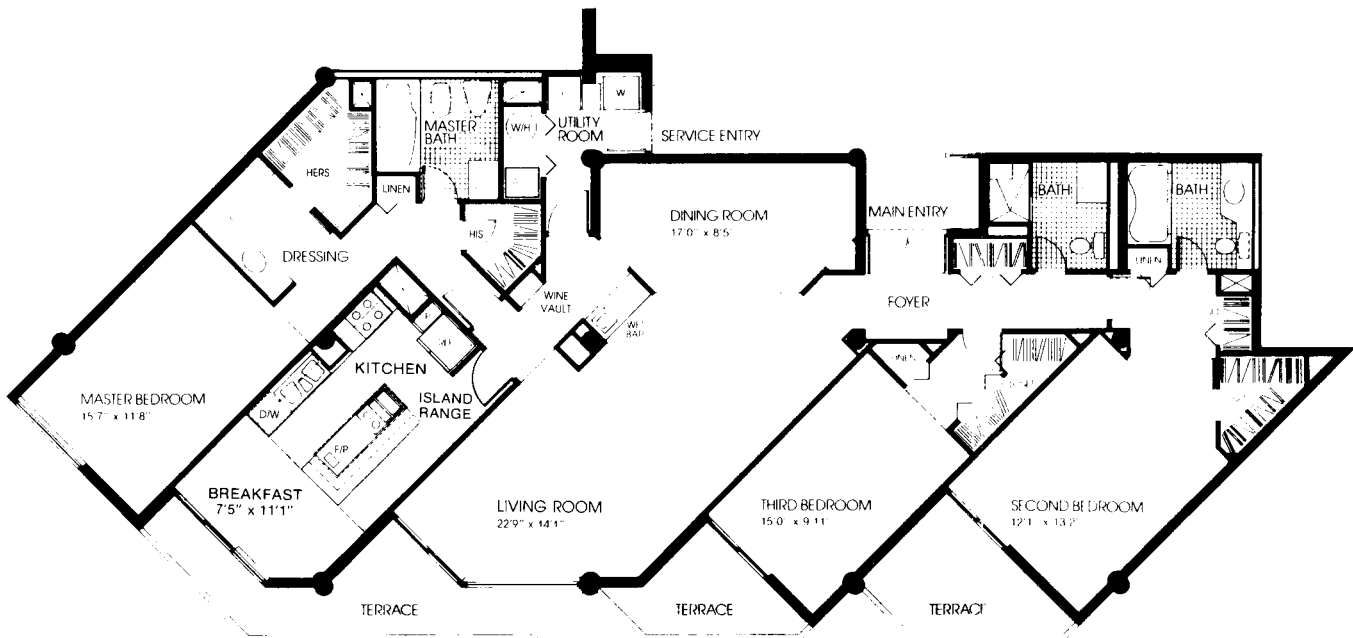 W
W/H
UTILITY
ROOM
SERVICE ENTRY
MASTER
BATH
HERS
LINEN
HIS
DINING ROOM
17'0" x 8'5"
MAIN ENTRY
BATH
BATH
LINEN
DRESSING
WINE
VAULT
FOYER
REF
KITCHEN
LINEN
ISLAND
RANGE
MASTER BEDROOM
15'7" x 11'8"
D/W
F/P
BREAKFAST
7'5" x 11'1"
LIVING ROOM
22'9" x 14'1"
THIRD BEDROOM
15'0" x 9'11"
SECOND BEDROOM
12'1" x 13'2"
TERRACE
TERRACE
TERRACE